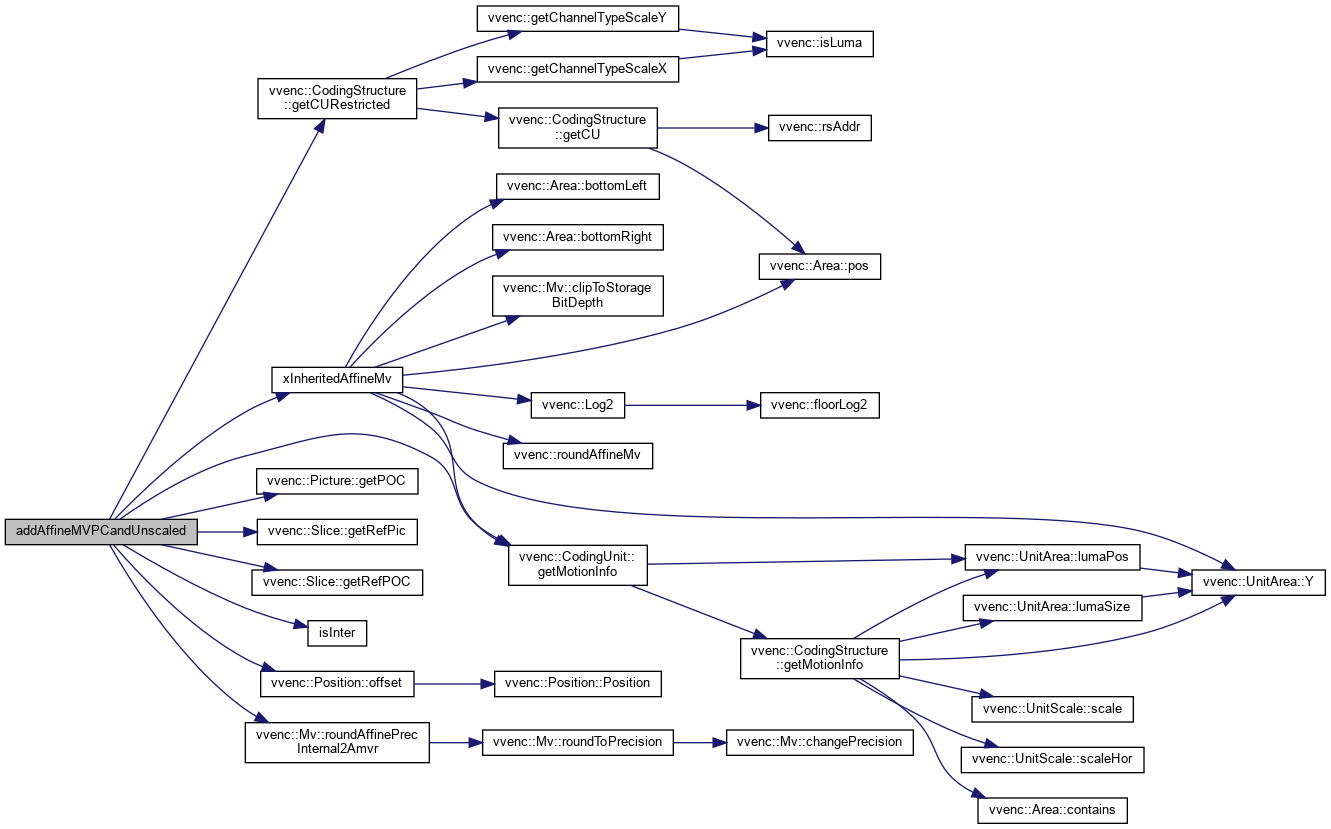 addAffineMVPCandUnscaled
vvenc::CodingStructure
::getCURestricted
xInheritedAffineMv
vvenc::Picture::getPOC
vvenc::Slice::getRefPic
vvenc::Slice::getRefPOC
isInter
vvenc::Position::offset
vvenc::Mv::roundAffinePrec
Internal2Amvr
vvenc::getChannelTypeScaleY
vvenc::getChannelTypeScaleX
vvenc::CodingStructure
::getCU
vvenc::Area::bottomLeft
vvenc::Area::bottomRight
vvenc::Mv::clipToStorage
BitDepth
vvenc::Log2
vvenc::roundAffineMv
vvenc::CodingUnit::
getMotionInfo
vvenc::Position::Position
vvenc::Mv::roundToPrecision
vvenc::isLuma
vvenc::rsAddr
vvenc::Area::pos
vvenc::floorLog2
vvenc::CodingStructure
::getMotionInfo
vvenc::Mv::changePrecision
vvenc::UnitArea::lumaPos
vvenc::UnitArea::lumaSize
vvenc::UnitScale::scale
vvenc::UnitScale::scaleHor
vvenc::Area::contains
vvenc::UnitArea::Y